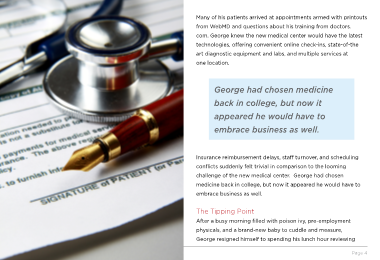 Many of his patients arrived at appointments armed with printouts
from WebMD and questions about his training from doctors.
com. George knew the new medical center would have the latest
technologies, offering convenient online check-ins, state-of-the
art diagnostic equipment and labs, and multiple services at
one location.
George had chosen medicine
back in college, but now it
appeared he would have to
embrace business as well.
Insurance reimbursement delays, staff turnover, and scheduling
conflicts suddenly felt trivial in comparison to the looming
challenge of the new medical center. George had chosen
medicine back in college, but now it appeared he would have to
embrace business as well.
The Tipping Point
After a busy morning filled with poison ivy, pre-employment
physicals, and a brand-new baby to cuddle and measure,
George resigned himself to spending his lunch hour reviewing
Page 4
payments for medical
to furnish
SIGNATURE OF PATIENT (or